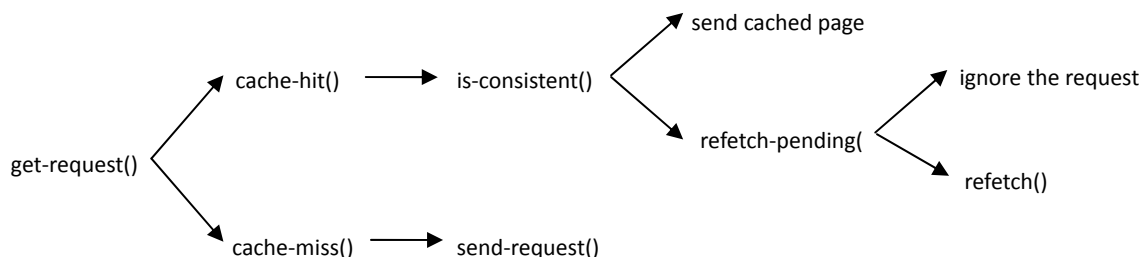 send cached page
cache-hit()
is-consistent()
ignore the request
refetch-pending(
get-request()
refetch()
cache-miss()
send-request()